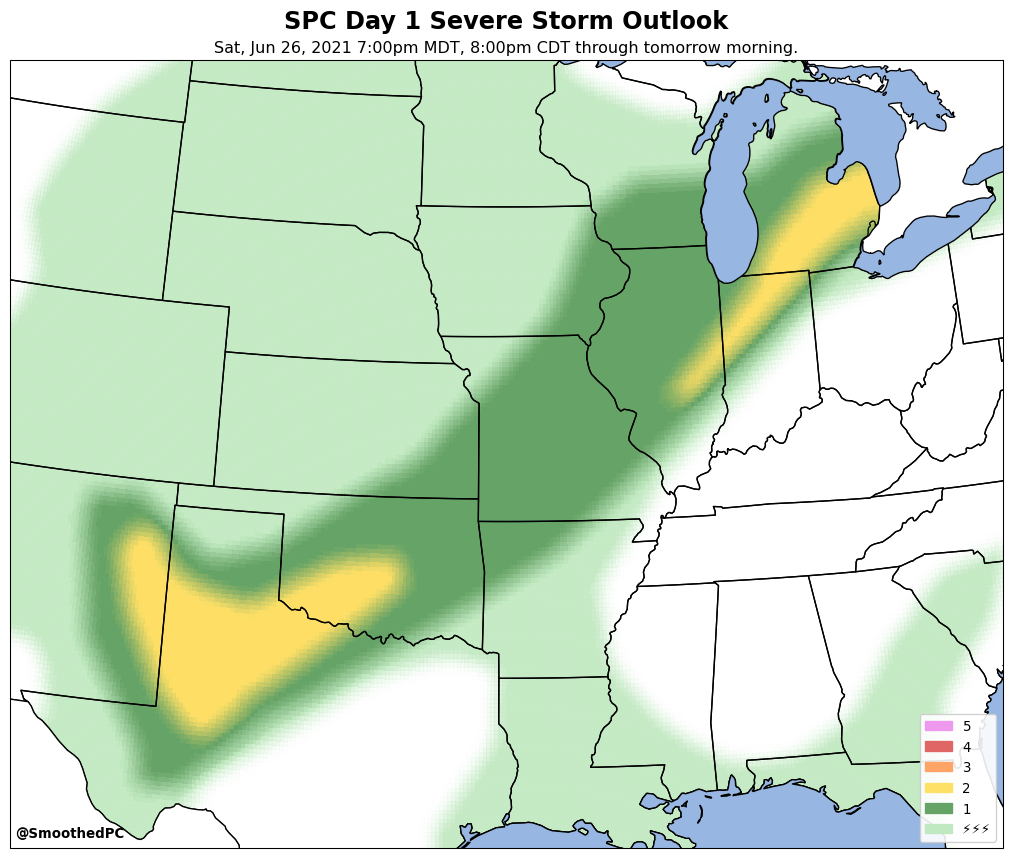 SPC Day 1 Severe Storm Outlook
Sat, Jun 26, 2021 7:00pm MDT, 8:00pm CDT through tomorrow morning.
5
4
3
2
1
⚡⚡⚡
@SmoothedPC